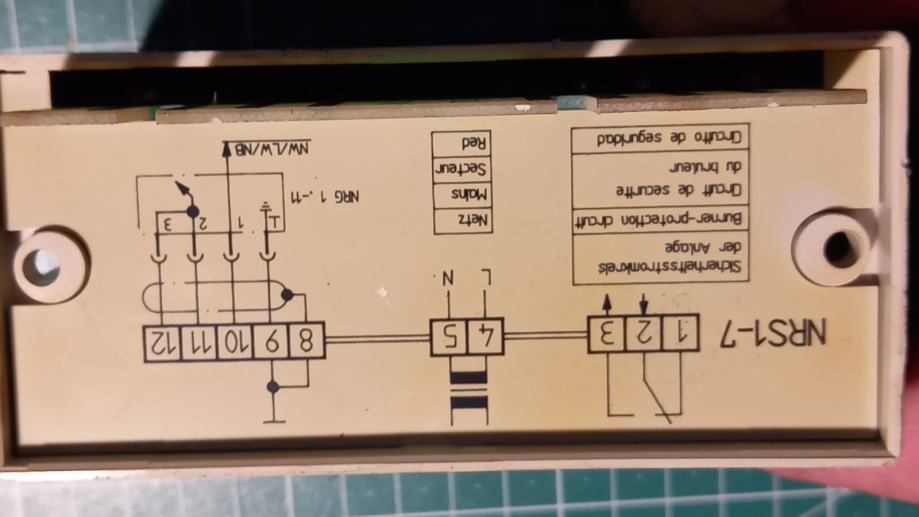 NRS1-7
1 2 3
4 5
8 9 10 11 12
L N
Sicherheitsstromkreis
der Anlage
Burner-protection circuit
Circuit de securite
du bruleur
Circuito de seguridad
Netz
Mains
Secteur
Red
1 2 3
NRG 1 . -11
NW/LW/NB